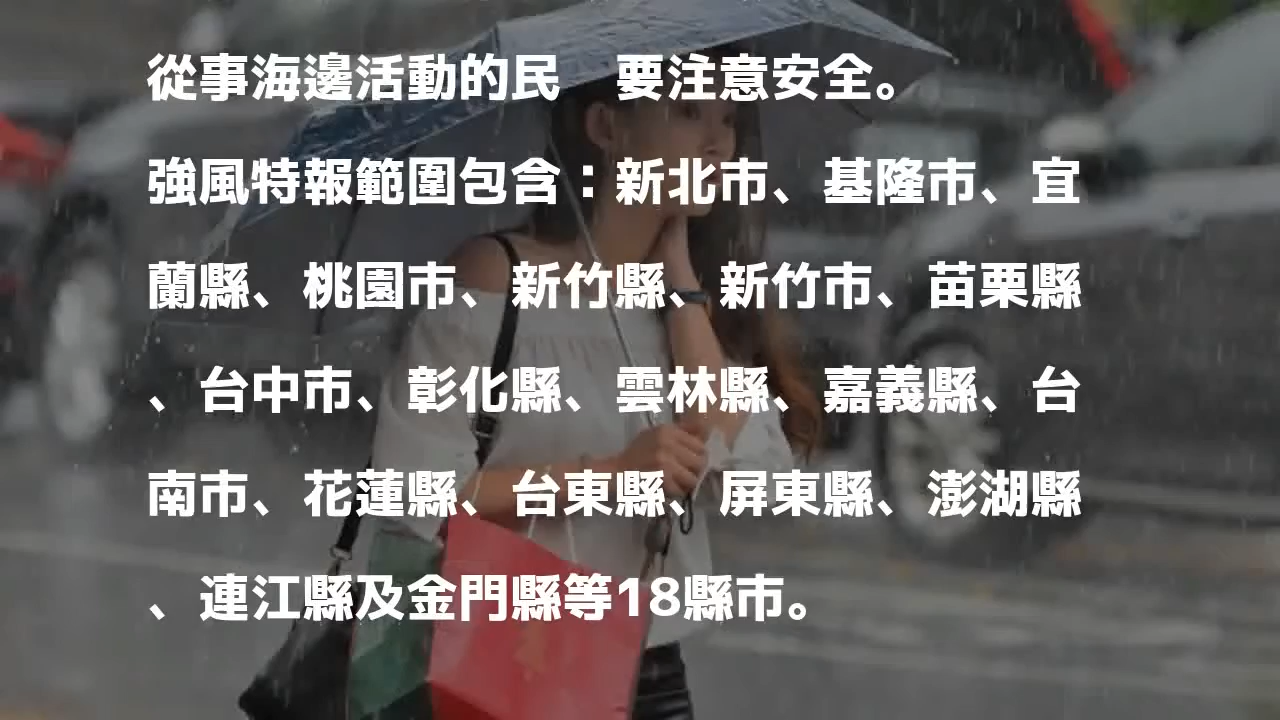 從事海邊活動的民　要注意安全。
強風特報範圍包含：新北市、基隆市、宜
蘭縣、桃園市、新竹縣、新竹市、苗栗縣
、台中市、彰化縣、雲林縣、嘉義縣、台
南市、花蓮縣、台東縣、屏東縣、澎湖縣
、連江縣及金門縣等18縣市。